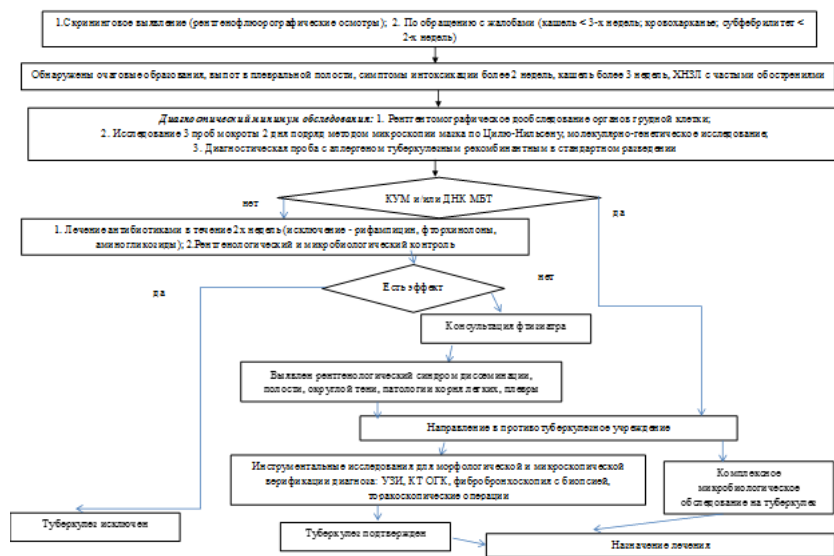 1.Скрининговое выявление (рентгенофлюорографические осмотры); 2. По обращению с жалобами (кашель < 3-х недель; кровохарканье; субфебрилитет <
2-х недель)
Обнаружены очаговые образования, выпот в плевральной полости, симптомы интоксикации более 2 недель, кашель более 3 недель, ХНЗЛ с частыми обострениями
Диагностический минимум обследования: 1. Рентгентомографическое дообследование органов грудной клетки;
2. Исследование 3 проб мокроты 2 дня подряд методом микроскопии мазка по Цилю-Нильсену, молекулярно-генетическое исследование;
3. Диагностическая проба с аллергеном туберкулезным рекомбинантным в стандартном разведении
КУМ и/или ДНК МБТ
нет
да
1. Лечение антибиотиками в течение 2х недель (исключение - рифампицин, фторхинолоны,
аминогликозиды); 2.Рентгенологический и микробиологический контроль
Есть эффект
да
нет
Консультация фтизиатра
Выявлен рентгенологический синдром диссеминации,
полости, округлой тени, патологии корня легких, плевры
Направление в противотуберкулезное учреждение
Инструментальные исследования для морфологической и микроскопической
верификации диагноза: УЗИ, КТ ОГК, фибробронхоскопия с биопсией,
торакоскопические операции
Комплексное
микробиологическое
обследование на туберкулез
Туберкулез исключен
Туберкулез подтвержден
Назначение лечения